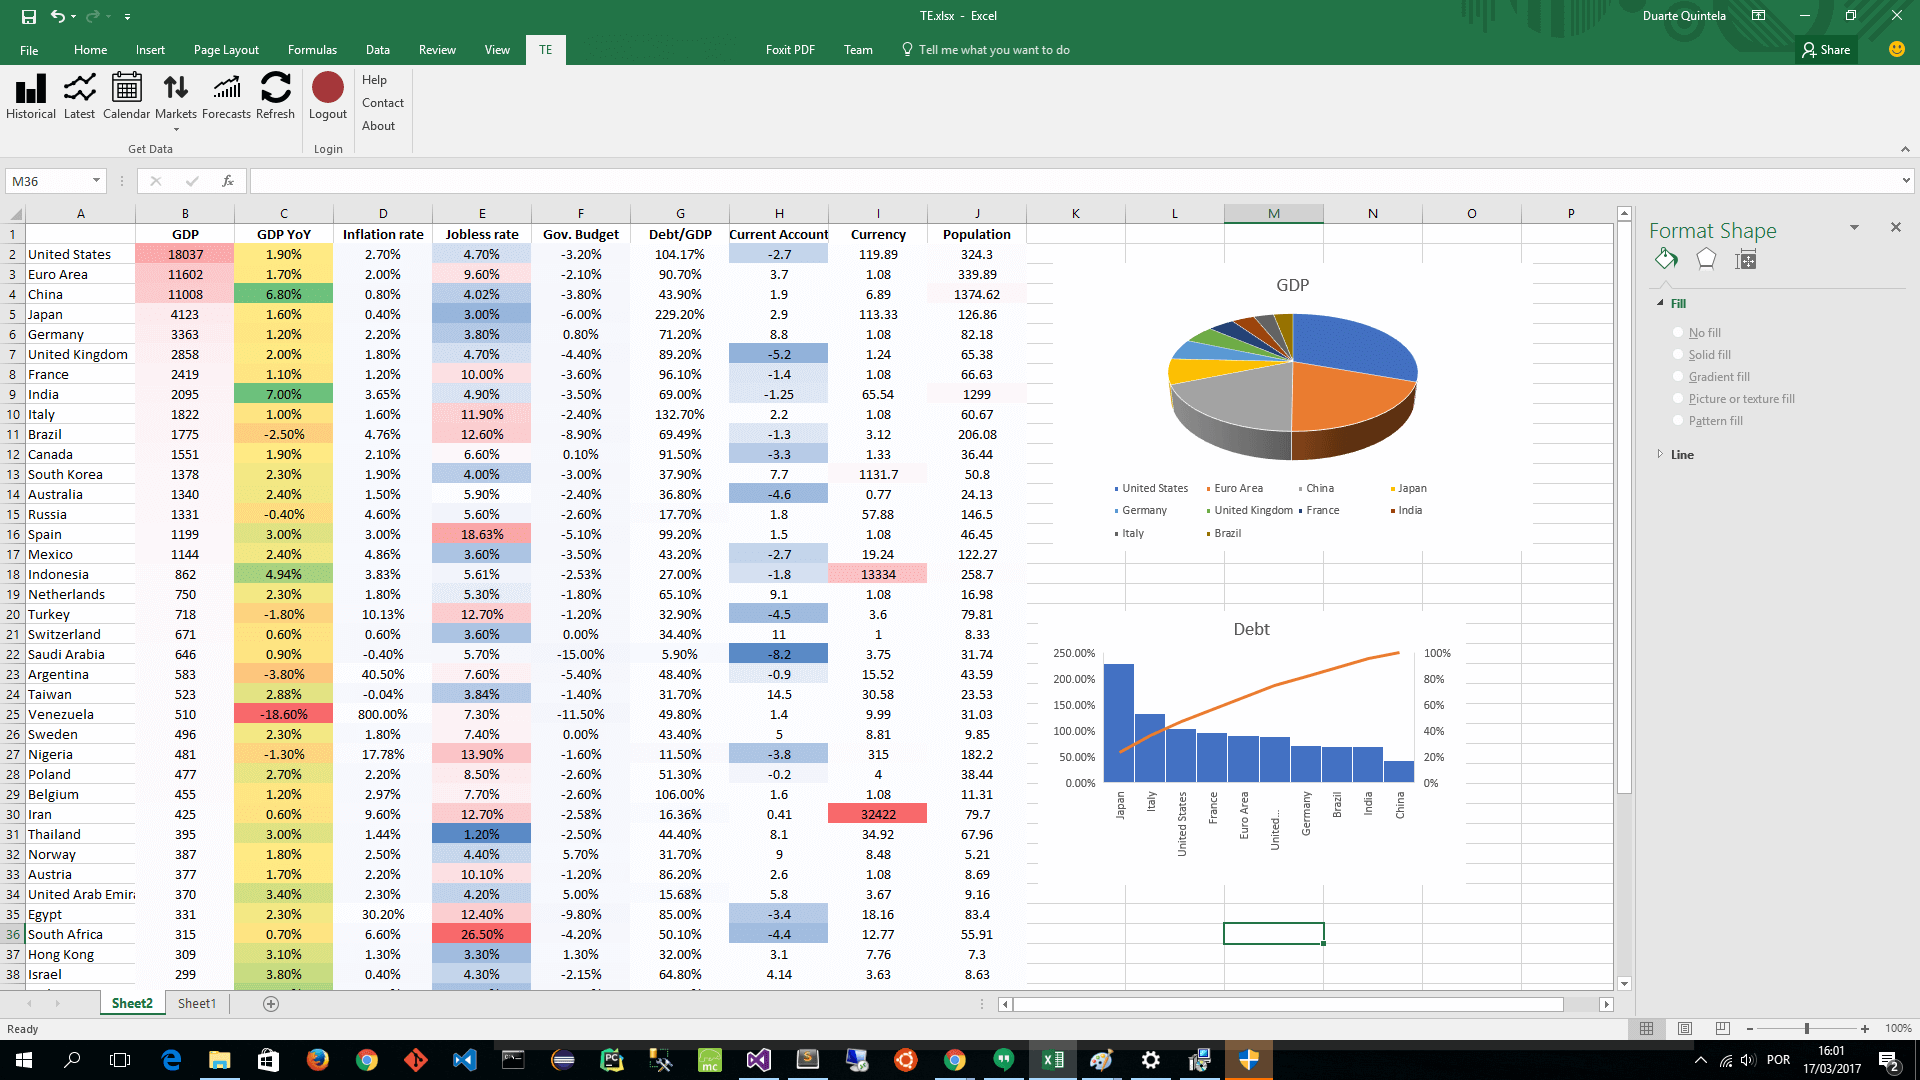 TE.xlsx - Excel
Duarte Quintela
File Home Insert Page Layout Formulas Data Review View TE Foxit PDF Team Tell me what you want to do Share
Historical Latest Calendar Markets Forecasts Refresh Logout
Help
Contact
About
Get Data Login
M36 fx
A B C D E F G H I J K L M N O P
1 GDP GDP YoY Inflation rate Jobless rate Gov. Budget Debt/GDP Current Account Currency Population
2 United States 18037 1.90% 2.70% 4.70% -3.20% 104.17% -2.7 119.89 324.3
3 Euro Area 11602 1.70% 2.00% 9.60% -2.10% 90.70% 3.7 1.08 339.89
4 China 11008 6.80% 0.80% 4.02% -3.80% 43.90% 1.9 6.89 1374.62
5 Japan 4123 1.60% 0.40% 3.00% -6.00% 229.20% 2.9 113.33 126.86
6 Germany 3363 1.20% 2.20% 3.80% 0.80% 71.20% 8.8 1.08 82.18
7 United Kingdom 2858 2.00% 1.80% 4.70% -4.40% 89.20% -5.2 1.24 65.38
8 France 2419 1.10% 1.20% 10.00% -3.60% 96.10% -1.4 1.08 66.63
9 India 2095 7.00% 3.65% 4.90% -3.50% 69.00% -1.25 65.54 1299
10 Italy 1822 1.00% 1.60% 11.90% -2.40% 132.70% 2.2 1.08 60.67
11 Brazil 1775 -2.50% 4.76% 12.60% -8.90% 69.49% -1.3 3.12 206.08
12 Canada 1551 1.90% 2.10% 6.60% 0.10% 91.50% -3.3 1.33 36.44
13 South Korea 1378 2.30% 1.90% 4.00% -3.00% 37.90% 7.7 1131.7 50.8
14 Australia 1340 2.40% 1.50% 5.90% -2.40% 36.80% -4.6 0.77 24.13
15 Russia 1331 -0.40% 4.60% 5.60% -2.60% 17.70% 1.8 57.88 146.5
16 Spain 1199 3.00% 3.00% 18.63% -5.10% 99.20% 1.5 1.08 46.45
17 Mexico 1144 2.40% 4.86% 3.60% -3.50% 43.20% -2.7 19.24 122.27
18 Indonesia 862 4.94% 3.83% 5.61% -2.53% 27.00% -1.8 13334 258.7
19 Netherlands 750 2.30% 1.80% 5.30% -1.80% 65.10% 9.1 1.08 16.98
20 Turkey 718 -1.80% 10.13% 12.70% -1.20% 32.90% -4.5 3.6 79.81
21 Switzerland 671 0.60% 0.60% 3.60% 0.00% 34.40% 11 1 8.33
22 Saudi Arabia 646 0.90% -0.40% 5.70% -15.00% 5.90% -8.2 3.75 31.74
23 Argentina 583 -3.80% 40.50% 7.60% -5.40% 48.40% -0.9 15.52 43.59
24 Taiwan 523 2.88% -0.04% 3.84% -1.40% 31.70% 14.5 30.58 23.53
25 Venezuela 510 -18.60% 800.00% 7.30% -11.50% 49.80% 1.4 9.99 31.03
26 Sweden 496 2.30% 1.80% 7.40% 0.00% 43.40% 5 8.81 9.85
27 Nigeria 481 -1.30% 17.78% 13.90% -1.60% 11.50% -3.8 315 182.2
28 Poland 477 2.70% 2.20% 8.50% -2.60% 51.30% -0.2 4 38.44
29 Belgium 455 1.20% 2.97% 7.70% -2.60% 106.00% 1.6 1.08 11.31
30 Iran 425 0.60% 9.60% 12.70% -2.58% 16.36% 0.41 32422 79.7
31 Thailand 395 3.00% 1.44% 1.20% -2.50% 44.40% 8.1 34.92 67.96
32 Norway 387 1.80% 2.50% 4.40% 5.70% 31.70% 9 8.48 5.21
33 Austria 377 1.70% 2.20% 10.10% -1.20% 86.20% 2.6 1.08 8.69
34 United Arab Emira 370 3.40% 2.30% 4.20% 5.00% 15.68% 5.8 3.67 9.16
35 Egypt 331 2.30% 30.20% 12.40% -9.80% 85.00% -3.4 18.16 83.4
36 South Africa 315 0.70% 6.60% 26.50% -4.20% 50.10% -4.4 12.77 55.91
37 Hong Kong 309 3.10% 1.30% 3.30% 1.30% 32.00% 3.1 7.76 7.3
38 Israel 299 3.80% 0.40% 4.30% -2.15% 64.80% 4.14 3.63 8.63
GDP
United States Euro Area China Japan
Germany United Kingdom France India
Italy Brazil
Debt
250.00% 100%
200.00% 80%
150.00% 60%
100.00% 40%
50.00% 20%
0.00% 0%
Japan Italy United States France Euro Area United... Germany Brazil India China
Format Shape
Fill
No fill
Solid fill
Gradient fill
Picture or texture fill
Pattern fill
Line
Sheet2 Sheet1
Ready 100%
POR
16:01
17/03/2017
2